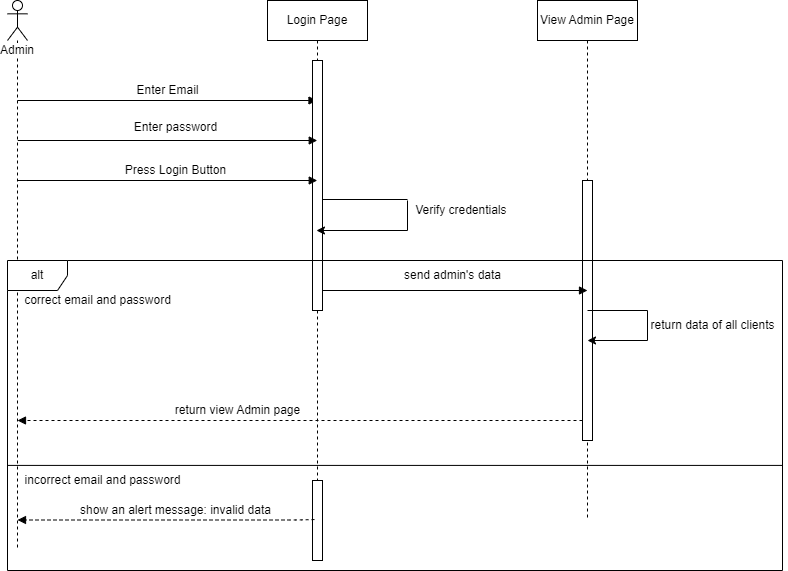 Login Page
View Admin Page
Admin
Enter Email
Enter password
Press Login Button
Verify credentials
alt
send admin's data
correct email and password
return data of all clients
return view Admin page
incorrect email and password
show an alert message: invalid data